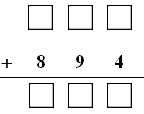 □ □ □
+ 8 9 4
□ □ □